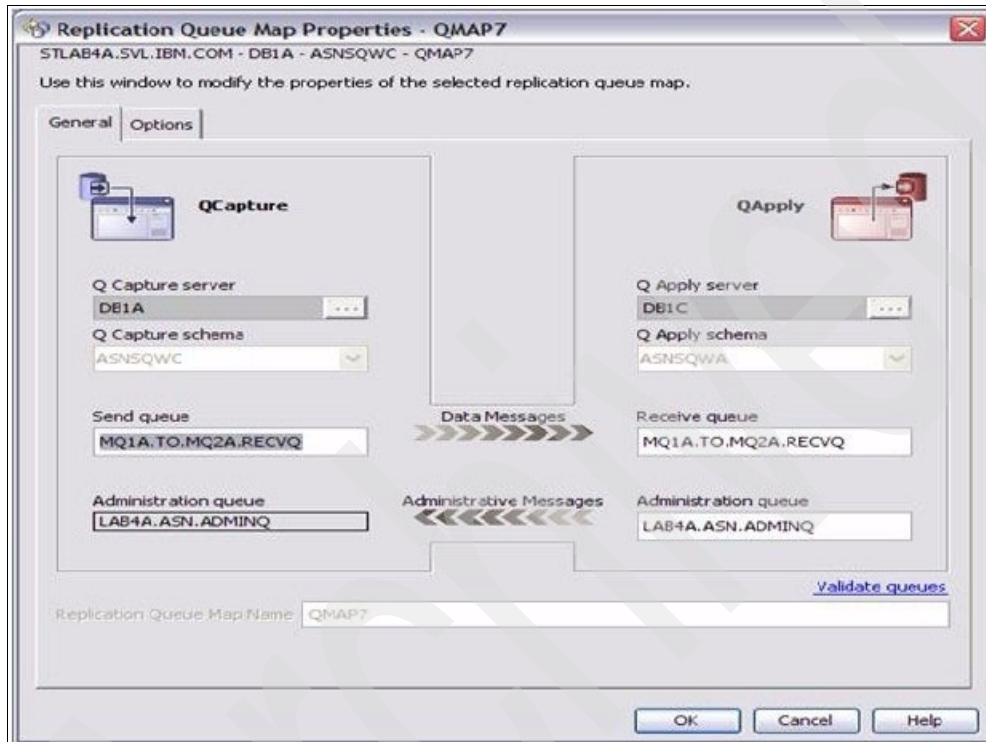 Replication Queue Map Properties - QMAP7
STLAB4A.SVL.IBM.COM - DB1A - ASNSQWC - QMAP7
Use this window to modify the properties of the selected replication queue map.
General Options
QCapture
QApply
Q Capture server
Q Apply server
DB1A ...
DB1C ...
Q Capture schema
Q Apply schema
ASNSQWC
ASNSQWA
Send queue
Data Messages
Receive queue
MQ1A.TO.MQ2A.RECVQ
MQ1A.TO.MQ2A.RECVQ
Administration queue
Administrative Messages
Administration queue
LAB4A.ASN.ADMINQ
LAB4A.ASN.ADMINQ
Validate queues
Replication Queue Map Name QMAP7
OK Cancel Help